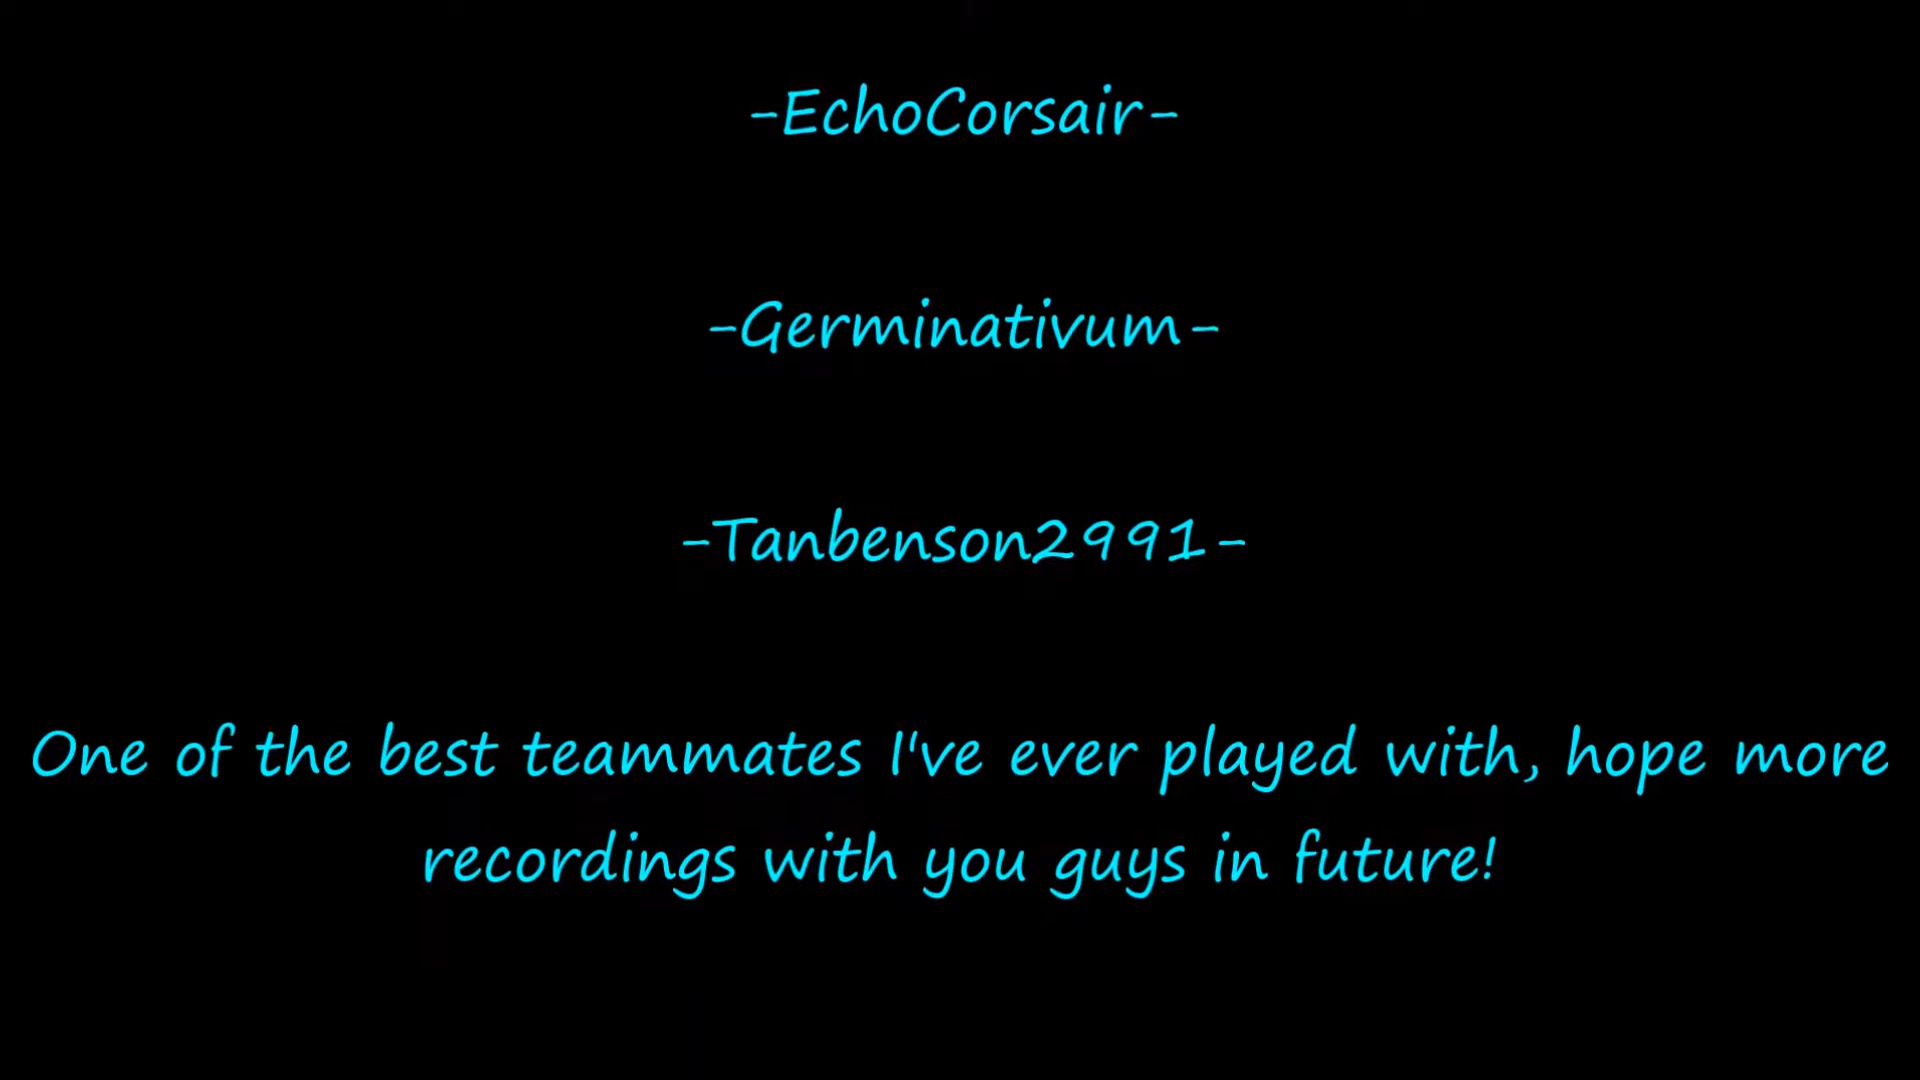 -EchoCorsair-
-Germinativum-
-Tanbenson2991-
One of the best teammates I've ever played with, hope more
recordings with you guys in future!